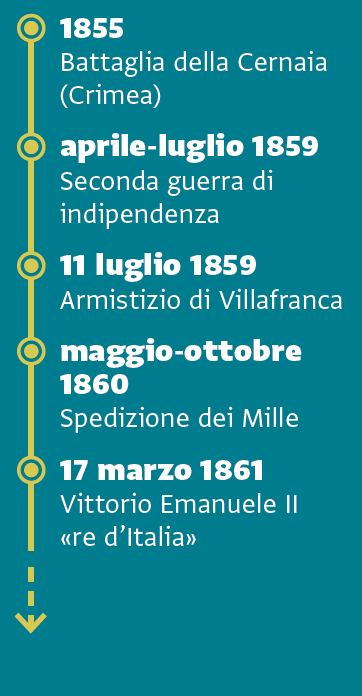 1855
Battaglia della Cernaia
(Crimea)
aprile-luglio 1859
Seconda guerra di
indipendenza
11 luglio 1859
Armistizio di Villafranca
maggio-ottobre
1860
Spedizione dei Mille
17 marzo 1861
Vittorio Emanuele II
«re d’Italia»